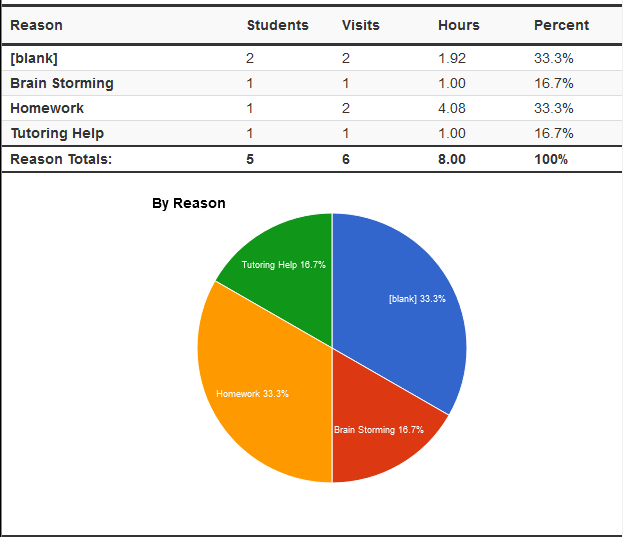 Reason Students Visits Hours Percent
[blank] 2 2 1.92 33.3%
Brain Storming 1 1 1.00 16.7%
Homework 1 2 4.08 33.3%
Tutoring Help 1 1 1.00 16.7%
Reason Totals: 5 6 8.00 100%
By Reason
Tutoring Help 16.7%
[blank] 33.3%
Homework 33.3%
Brain Storming 16.7%